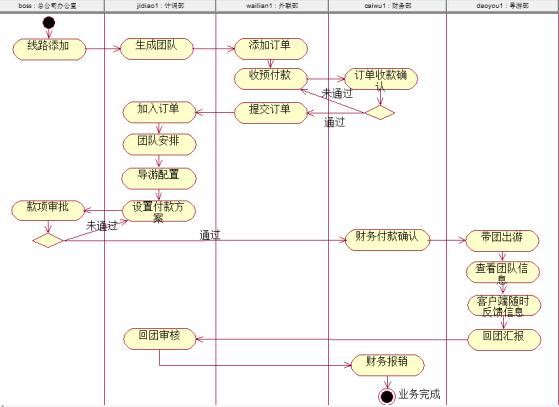 boss：总公司办公室
jidiao1：计调部
wailian1：外联部
caiwu1：财务部
daoyou1：导游部
线路添加
生成团队
添加订单
收预付款
订单收款确
认
未通过
加入订单
提交订单
通过
团队安排
导游配置
款项审批
设置付款方
案
未通过
通过
财务付款确认
带团出游
查看团队信
息
客户端随时
反馈信息
回团审核
回团汇报
财务报销
业务完成